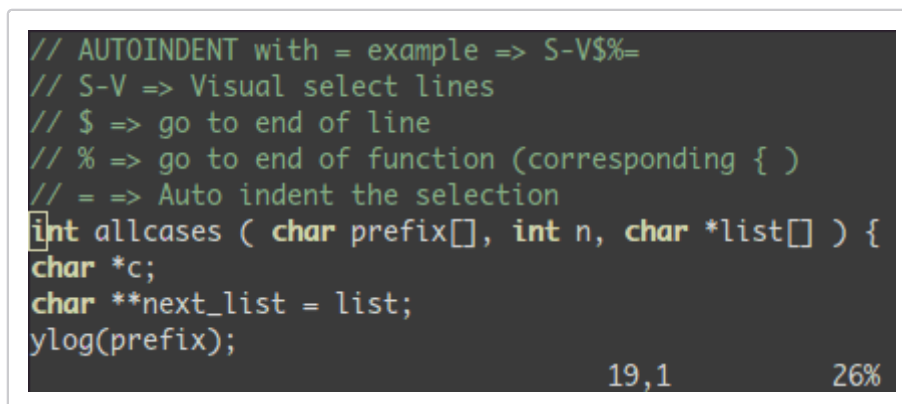 // AUTOINDENT with = example => S-V$%=
// S-V => Visual select lines
// $ => go to end of line
// % => go to end of function (corresponding { )
// = => Auto indent the selection
int allcases ( char prefix[], int n, char *list[] ) {
char *c;
char **next_list = list;
ylog(prefix);
19,1 26%